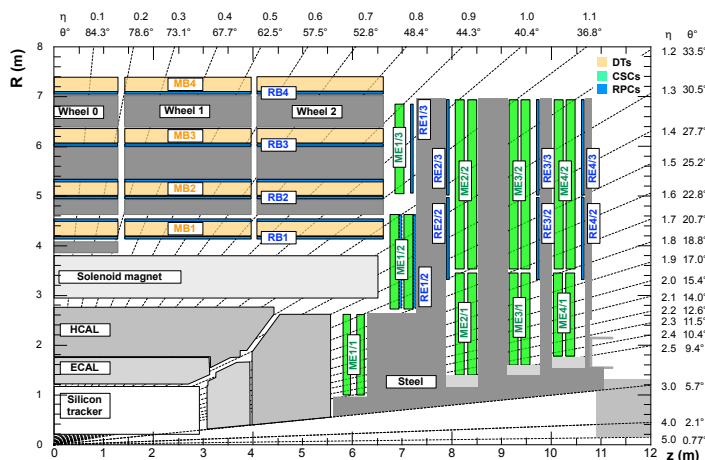 η 0.1 0.2 0.3 0.4 0.5 0.6 0.7 0.8 0.9 1.0 1.1
θ° 84.3° 78.6° 73.1° 67.7° 62.5° 57.5° 52.8° 48.4° 44.3° 40.4° 36.8° η θ°
R (m)
8
7
6
5
4
3
2
1
0
1.2 33.5°
1.3 30.5°
1.4 27.7°
1.5 25.2°
1.6 22.8°
1.7 20.7°
1.8 18.8°
1.9 17.0°
2.0 15.4°
2.1 14.0°
2.2 12.6°
2.3 11.5°
2.4 10.4°
2.5 9.4°
3.0 5.7°
4.0 2.1°
5.0 0.77°
DTs
CSCs
RPCs
MB4
RB4
Wheel 0 Wheel 1 Wheel 2
MB3
RB3
MB2
RB2
MB1
RB1
Solenoid magnet
HCAL
ECAL
Silicon
tracker
Steel
ME1/3
RE1/3
ME1/2
RE1/2
ME1/1
RE2/3
ME2/2
RE2/2
ME2/1
ME3/2
RE3/3
RE3/2
ME3/1
ME4/2
RE4/3
RE4/2
ME4/1
0 1 2 3 4 5 6 7 8 9 10 11 12
z (m)